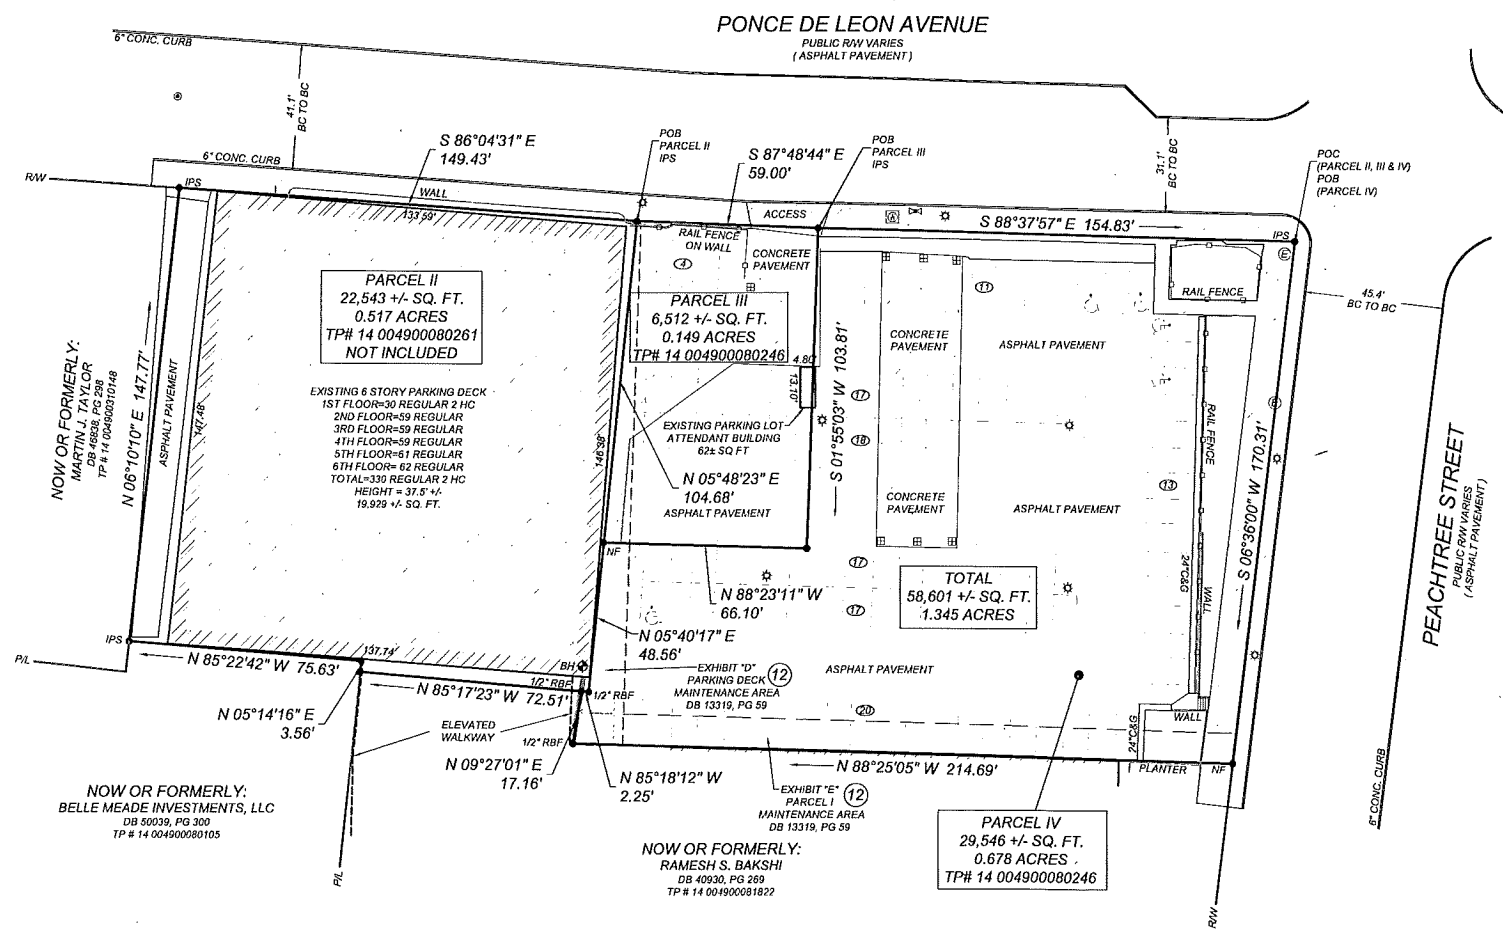 PONCE DE LEON AVENUE
PUBLIC R/W VARIES
( ASPHALT PAVEMENT )
6" CONC. CURB
41.1'
BC TO BC
S 86°04'31" E
149.43'
6" CONC. CURB
POB
PARCEL II
IPS
S 87°48'44" E
59.00'
POB
PARCEL III
IPS
31.1'
BC TO BC
POC
(PARCEL II, III & IV)
POB
(PARCEL IV)
R/W
IPS
WALL
133.59'
ACCESS
A
S 88°37'57" E 154.83'
IPS
E
RAIL FENCE
ON WALL
CONCRETE
PAVEMENT
4
11
RAIL FENCE
45.4'
BC TO BC
PARCEL II
22,543 +/- SQ. FT.
0.517 ACRES
TP# 14 004900080261
NOT INCLUDED
PARCEL III
6,512 +/- SQ. FT.
0.149 ACRES
TP# 14 004900080246
4.80'
13.10'
S 01°55'03" W 103.81'
CONCRETE
PAVEMENT
ASPHALT PAVEMENT
NOW OR FORMERLY:
MARTIN J. TAYLOR
DB 46838, PG 298
TP # 14 0049000310148
N 06°10'10" E 147.77'
ASPHALT PAVEMENT
147.48'
EXISTING 6 STORY PARKING DECK
1ST FLOOR=30 REGULAR 2 HC
2ND FLOOR=59 REGULAR
3RD FLOOR=59 REGULAR
4TH FLOOR=59 REGULAR
5TH FLOOR=61 REGULAR
6TH FLOOR= 62 REGULAR
TOTAL=330 REGULAR 2 HC
HEIGHT = 37.5' +/-
19,929 +/- SQ. FT.
146.38'
EXISTING PARKING LOT
ATTENDANT BUILDING
62± SQ FT
17
18
N 05°48'23" E
104.68'
ASPHALT PAVEMENT
CONCRETE
PAVEMENT
ASPHALT PAVEMENT
13
RAIL FENCE
S 06°36'00" W 170.31'
PEACHTREE STREET
PUBLIC R/W VARIES
( ASPHALT PAVEMENT )
NF
N 88°23'11" W
66.10'
17
17
TOTAL
58,601 +/- SQ. FT.
1.345 ACRES
24"C&G
WALL
N 05°40'17" E
48.56'
IPS
P/L
N 85°22'42" W 75.63'
137.74'
BH
EXHIBIT "D"
PARKING DECK
MAINTENANCE AREA
DB 13319, PG 59
12
ASPHALT PAVEMENT
N 85°17'23" W 72.51'
1/2" RBF
1/2" RBF
20
WALL
24"C&G
N 05°14'16" E
3.56'
ELEVATED
WALKWAY
1/2" RBF
N 09°27'01" E
17.16'
N 85°18'12" W
2.25'
N 88°25'05" W 214.69'
PLANTER
NF
EXHIBIT "E"
PARCEL I
MAINTENANCE AREA
DB 13319, PG 59
12
NOW OR FORMERLY:
BELLE MEADE INVESTMENTS, LLC
DB 50039, PG 300
TP # 14 004900080105
P/L
NOW OR FORMERLY:
RAMESH S. BAKSHI
DB 40930, PG 269
TP # 14 004900081822
PARCEL IV
29,546 +/- SQ. FT.
0.678 ACRES
TP# 14 004900080246
6" CONC. CURB
R/W